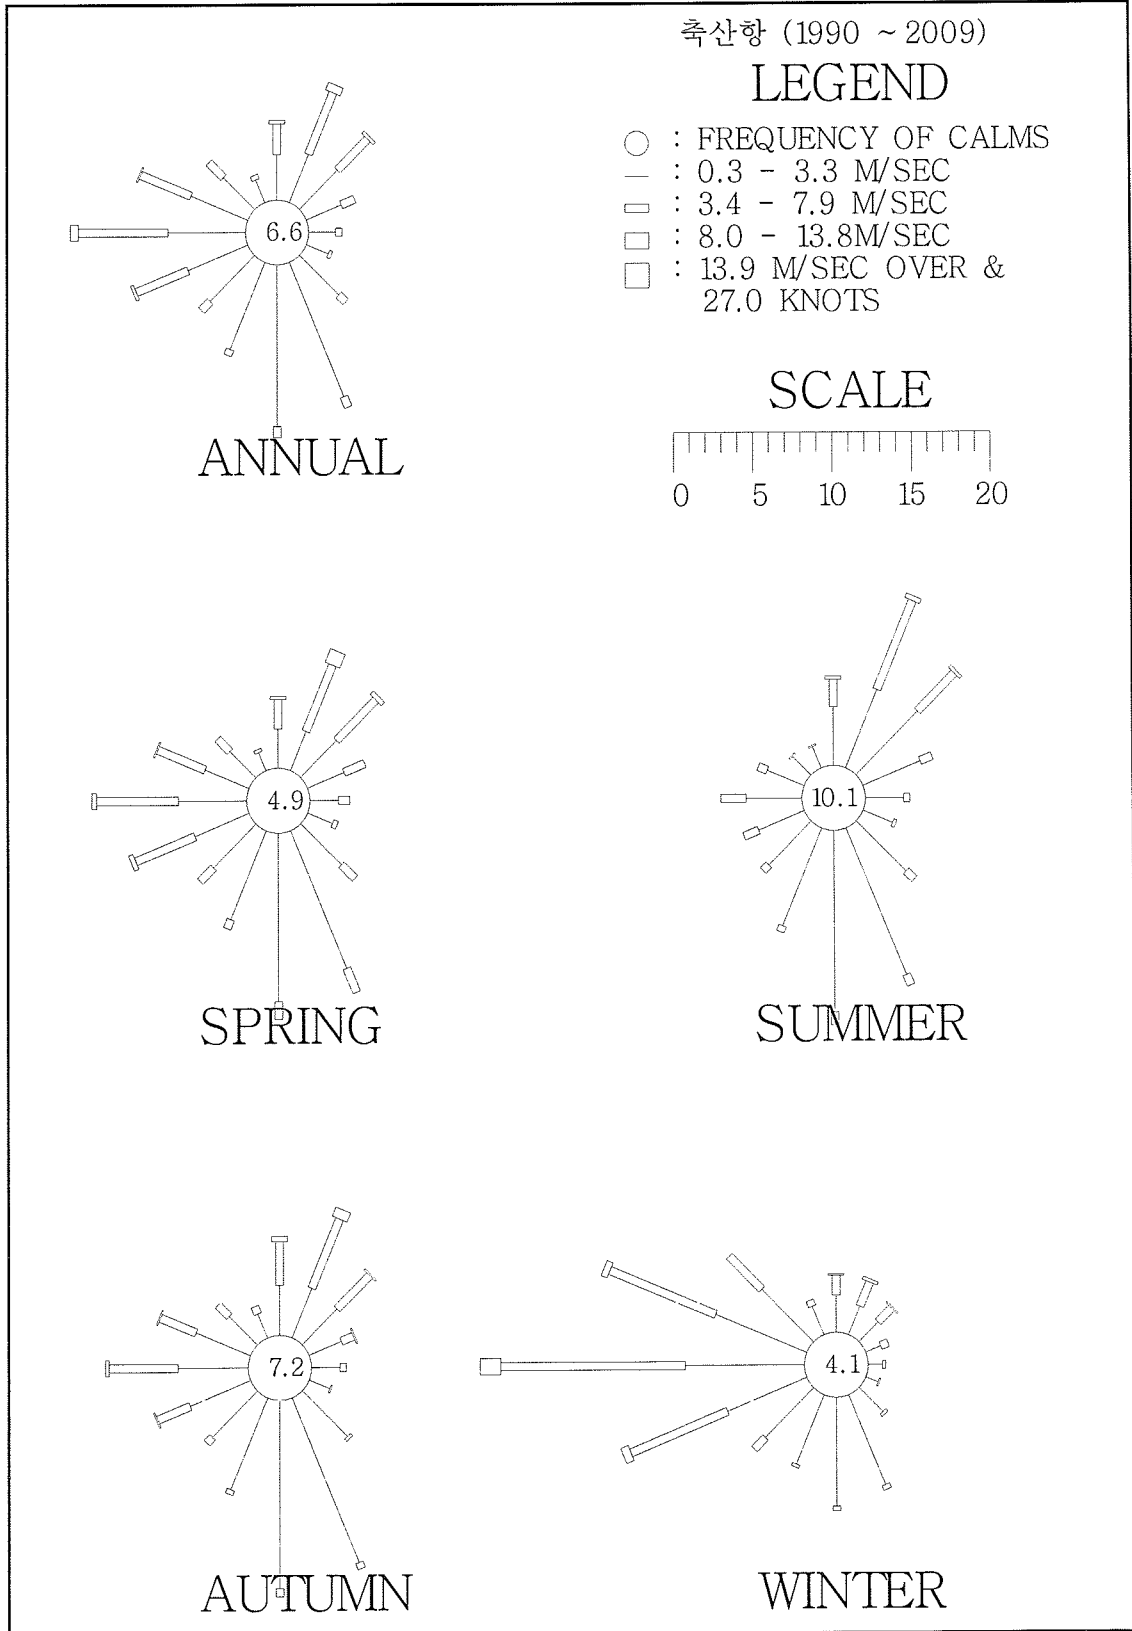 축산항 (1990 ~ 2009)
LEGEND
: FREQUENCY OF CALMS
: 0.3 - 3.3 M/SEC
: 3.4 - 7.9 M/SEC
: 8.0 - 13.8M/SEC
: 13.9 M/SEC OVER &
27.0 KNOTS
6.6
ANNUAL
SCALE
0 5 10 15 20
4.9
SPRING
10.1
SUMMER
7.2
AUTUMN
4.1
WINTER